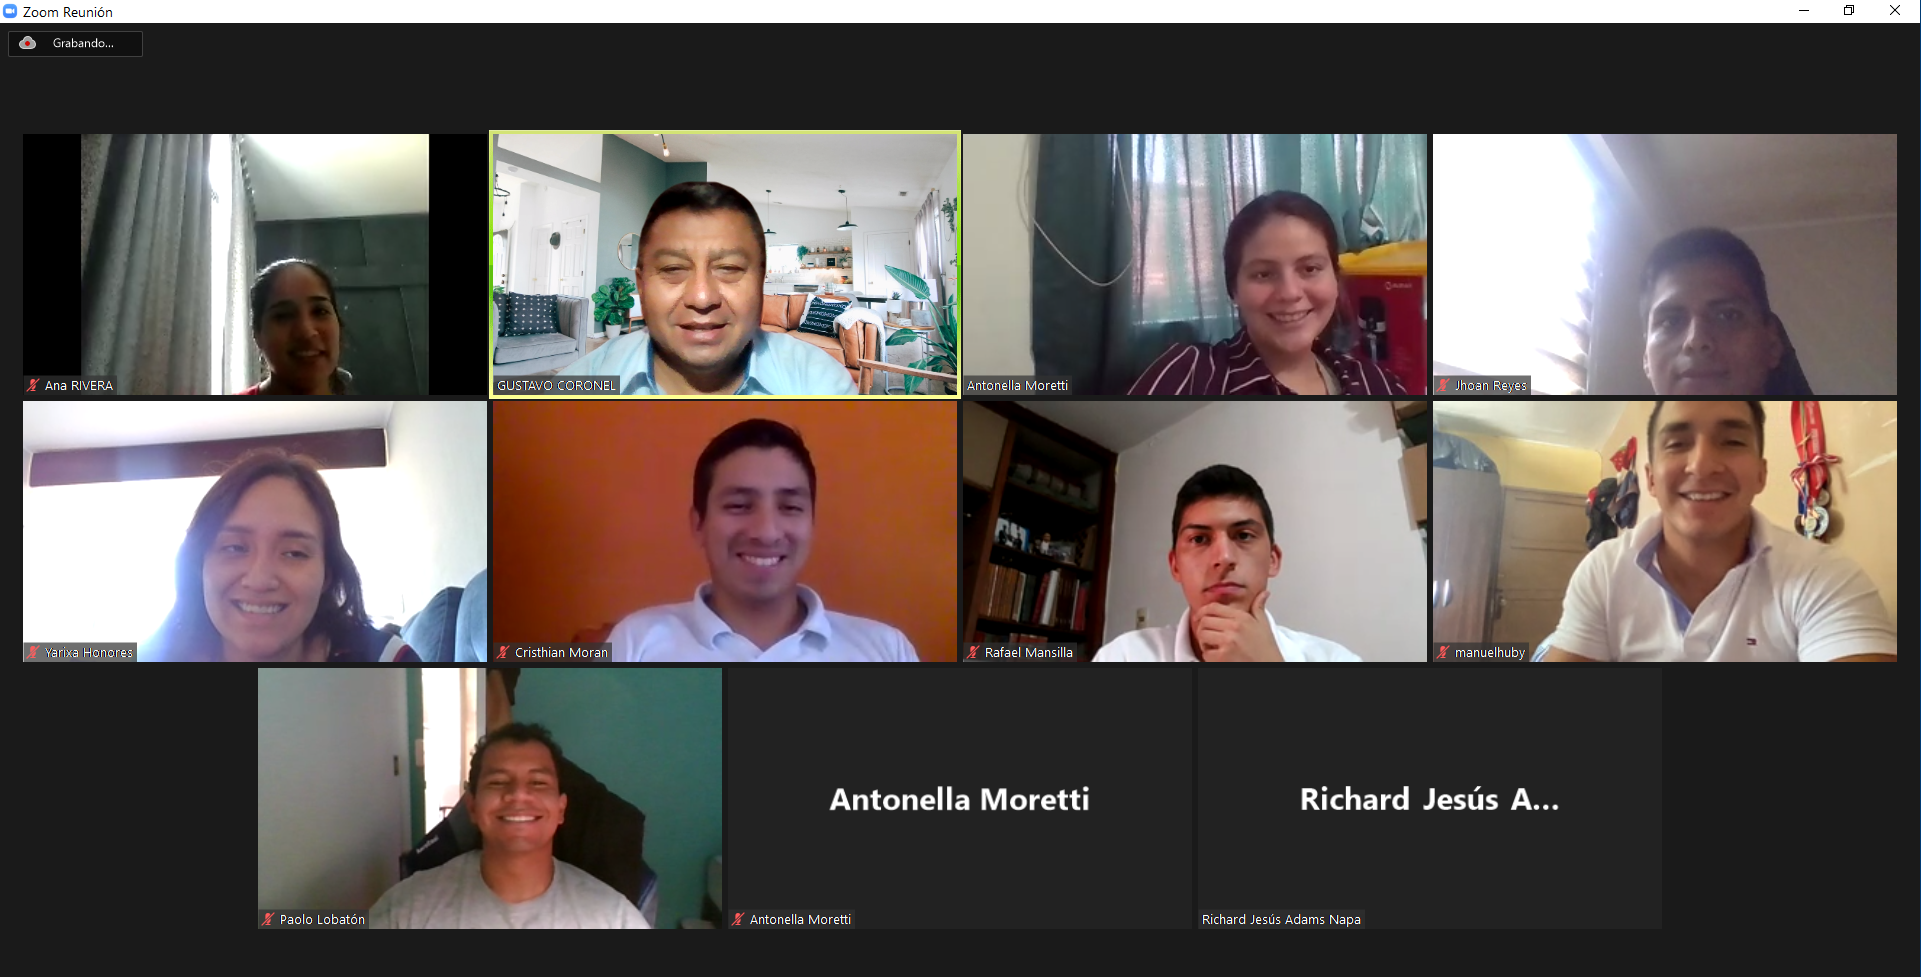 Zoom Reunión
Grabando...
Ana RIVERA
GUSTAVO CORONEL
Antonella Moretti
Jhoan Reyes
Yarixa Honores
Cristhian Moran
Rafael Mansilla
manuelhuby
Paolo Lobatón
Antonella Moretti
Antonella Moretti
Richard Jesús A...
Richard Jesús Adams Napa